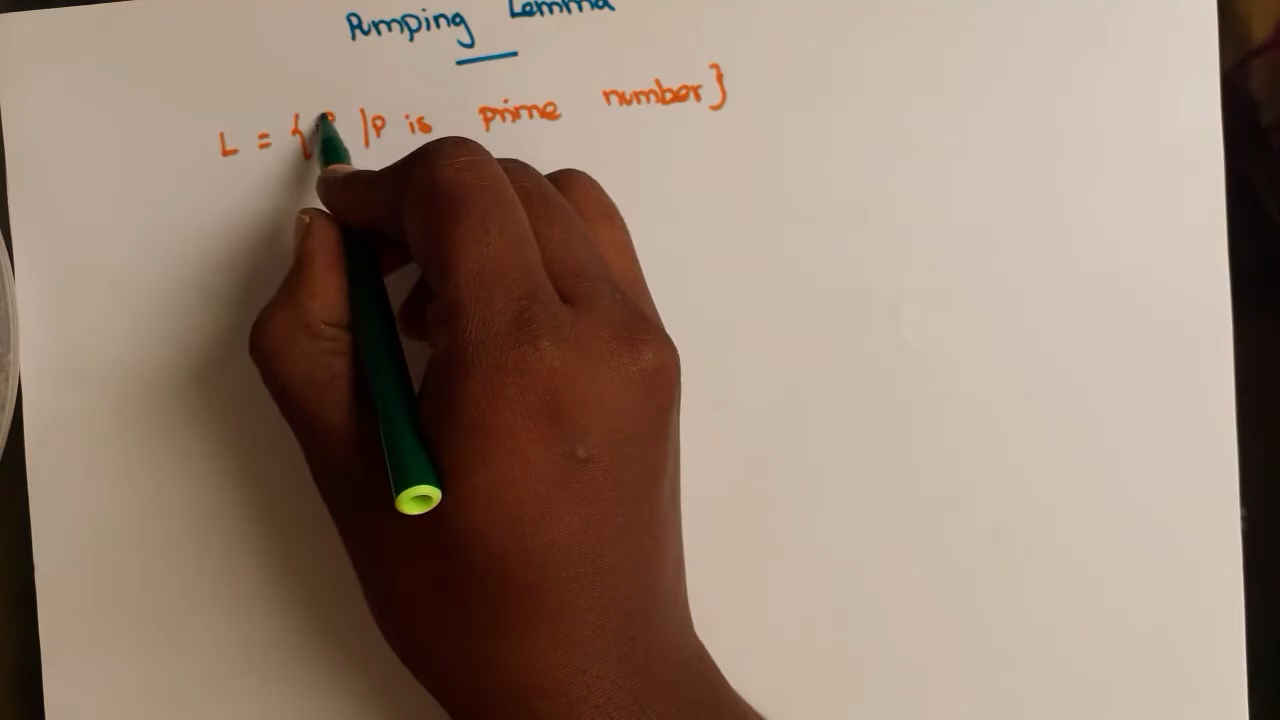 Pumping Lemma
L = { P | P is prime number }